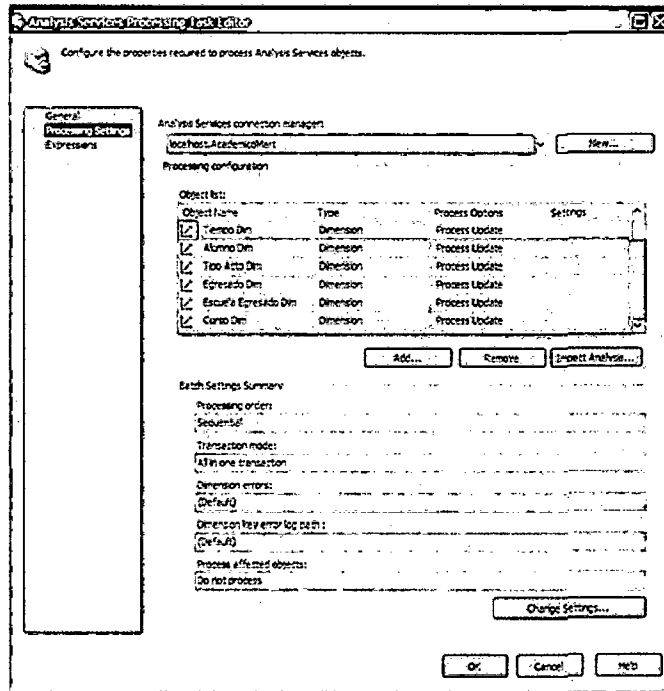 Analysis Services Processing Task Editor
Configure the properties required to process Analysis Services objects.
General
Processing Settings
Expressions
Analysis Services connection manager:
localhost.AcademicoMart
New...
Processing configuration
Object list:
Object Name Type Process Options Settings
Tiempo Dim Dimension Process Update
Alumno Dim Dimension Process Update
Tipo Acta Dim Dimension Process Update
Egresado Dim Dimension Process Update
Escuela Egresado Dim Dimension Process Update
Curso Dim Dimension Process Update
Add... Remove Impact Analysis...
Batch Settings Summary
Processing order:
Sequential
Transaction mode:
All in one transaction
Dimension errors:
(Default)
Dimension key error log path :
(Default)
Process affected objects:
Do not process
Change Settings...
OK Cancel Help